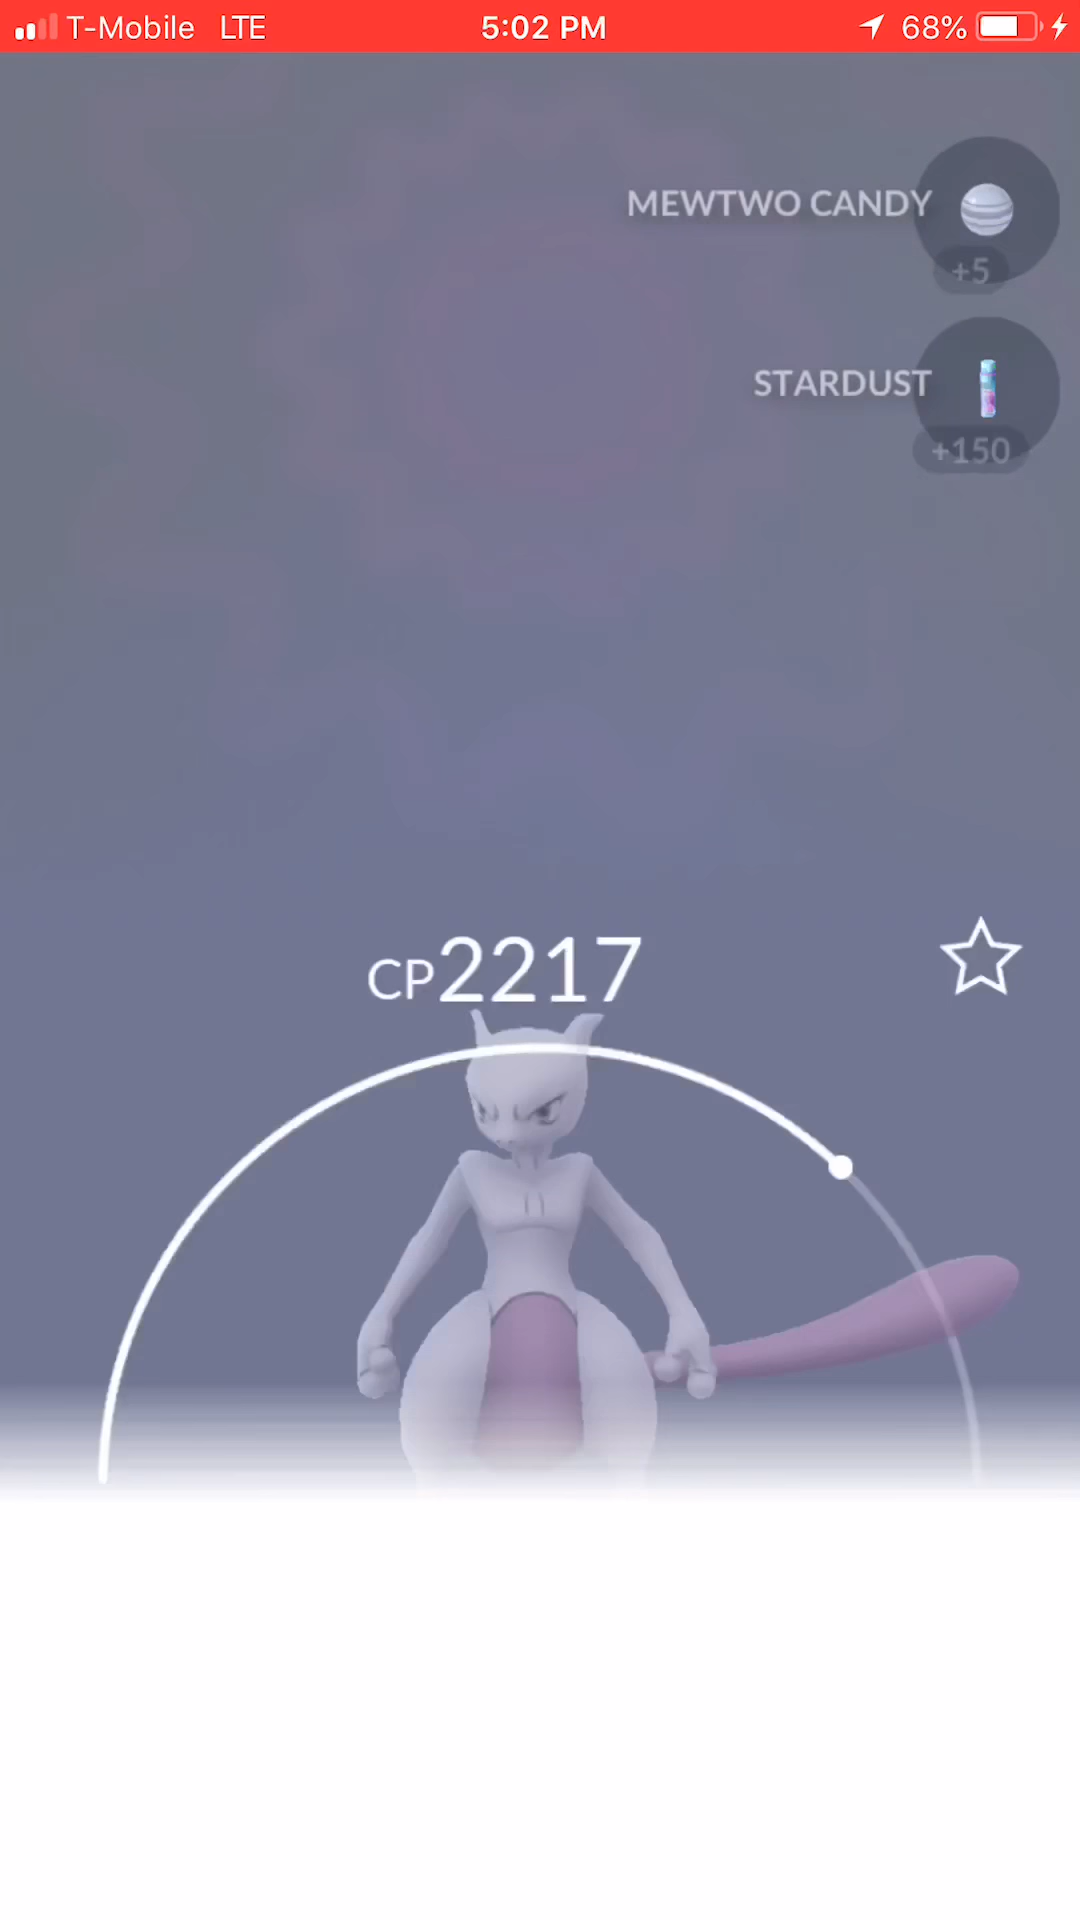 T-Mobile LTE 5:02 PM 68%
MEWTWO CANDY
+5
STARDUST
+150
CP2217